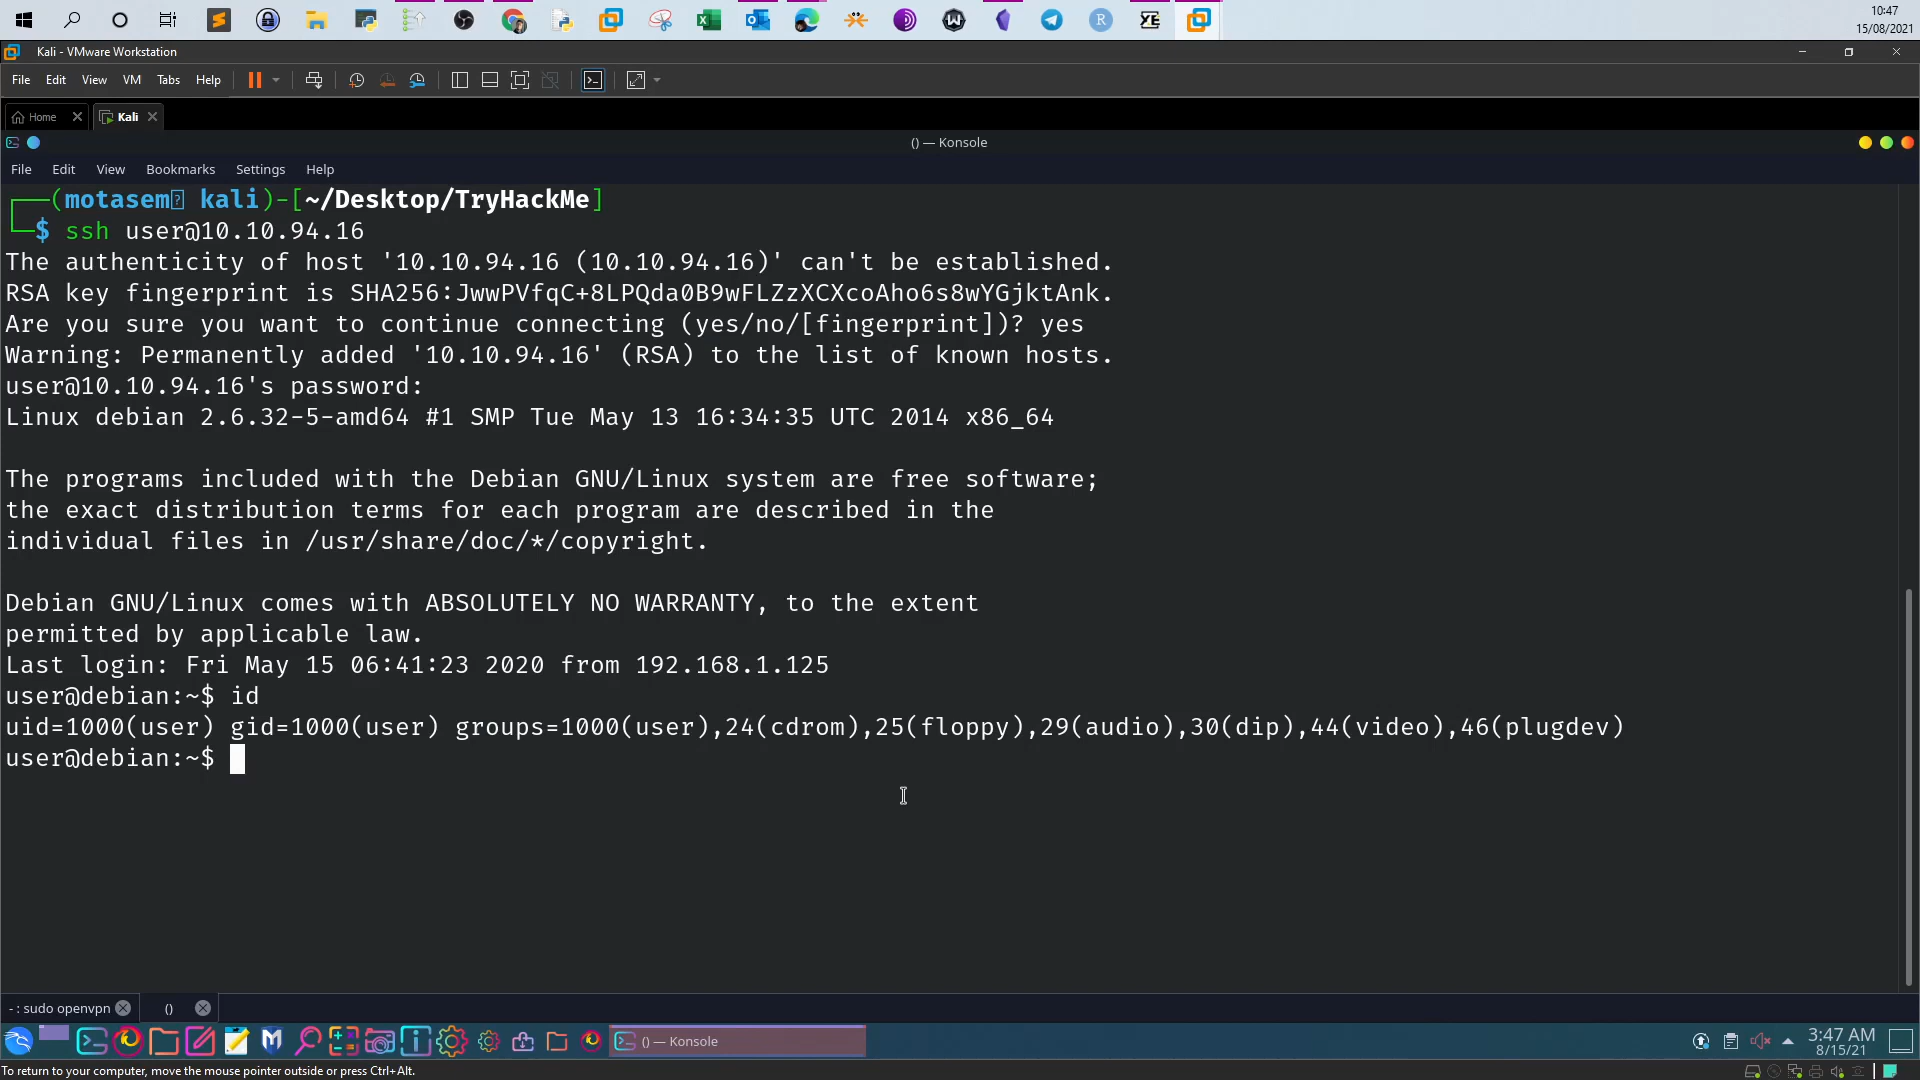 10:47
15/08/2021
Kali - VMware Workstation
File Edit View VM Tabs Help
Home Kali
() — Konsole
File Edit View Bookmarks Settings Help
┌──(motasem kali)-[~/Desktop/TryHackMe]
└─$ ssh user@10.10.94.16
The authenticity of host '10.10.94.16 (10.10.94.16)' can't be established.
RSA key fingerprint is SHA256:JwwPVfqC+8LPQda0B9wFLZzXCXcoAho6s8wYGjktAnk.
Are you sure you want to continue connecting (yes/no/[fingerprint])? yes
Warning: Permanently added '10.10.94.16' (RSA) to the list of known hosts.
user@10.10.94.16's password:
Linux debian 2.6.32-5-amd64 #1 SMP Tue May 13 16:34:35 UTC 2014 x86_64
The programs included with the Debian GNU/Linux system are free software;
the exact distribution terms for each program are described in the
individual files in /usr/share/doc/*/copyright.
Debian GNU/Linux comes with ABSOLUTELY NO WARRANTY, to the extent
permitted by applicable law.
Last login: Fri May 15 06:41:23 2020 from 192.168.1.125
user@debian:~$ id
uid=1000(user) gid=1000(user) groups=1000(user),24(cdrom),25(floppy),29(audio),30(dip),44(video),46(plugdev)
user@debian:~$
- : sudo openvpn ()
() — Konsole
3:47 AM
8/15/21
To return to your computer, move the mouse pointer outside or press Ctrl+Alt.